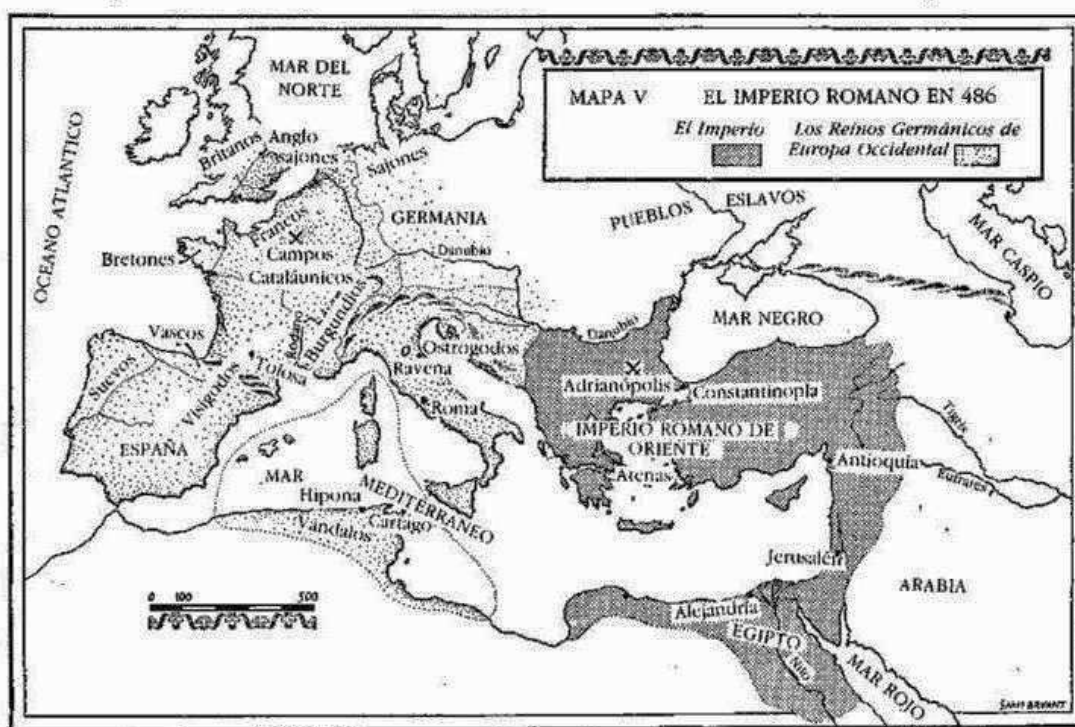 MAR DEL
NORTE
MAPA V EL IMPERIO ROMANO EN 486
El Imperio Los Reinos Germánicos de
Europa Occidental
OCEANO ATLANTICO
Britanos
Anglo
sajones
Sajones
GERMANIA
PUEBLOS ESLAVOS
MAR CASPIO
Francos
Campos
Cataláunicos
Bretones
Danubio
Burgundios
Rodano
MAR NEGRO
Danubio
Vascos
Suevos
Visigodos
Tolosa
Ostrogodos
Ravena
Roma
Adrianópolis
Constantinopla
ESPAÑA
IMPERIO ROMANO DE
ORIENTE
Atenas
Antioquía
Tigris
Eufrates
MAR
MEDITERRANEO
Hipona
Cartago
Vándalos
Jerusalén
ARABIA
0 100 500
Alejandría
EGIPTO
Nilo
MAR ROJO
SAM BRYANT